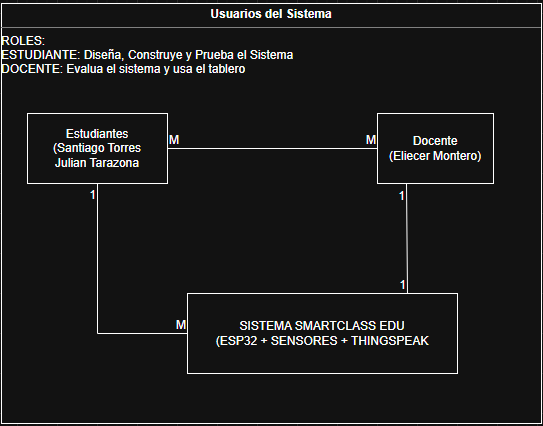 Usuarios del Sistema
ROLES:
ESTUDIANTE: Diseña, Construye y Prueba el Sistema
DOCENTE: Evalua el sistema y usa el tablero
Estudiantes
(Santiago Torres
Julian Tarazona
M
M
Docente
(Eliecer Montero)
1
1
1
M
SISTEMA SMARTCLASS EDU
(ESP32 + SENSORES + THINGSPEAK